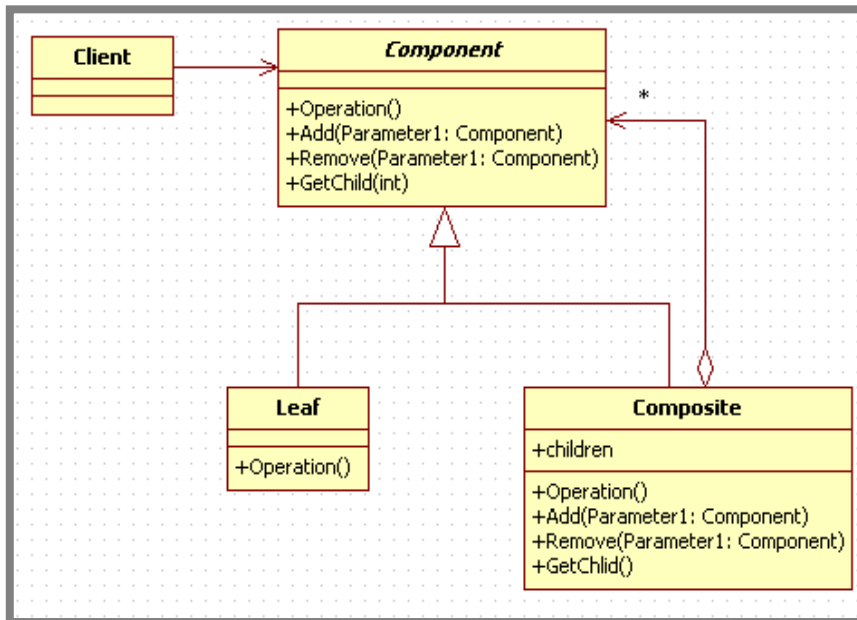 Client
Component
+Operation()
+Add(Parameter1: Component)
+Remove(Parameter1: Component)
+GetChild(int)
*
Leaf
+Operation()
Composite
+children
+Operation()
+Add(Parameter1: Component)
+Remove(Parameter1: Component)
+GetChlid()